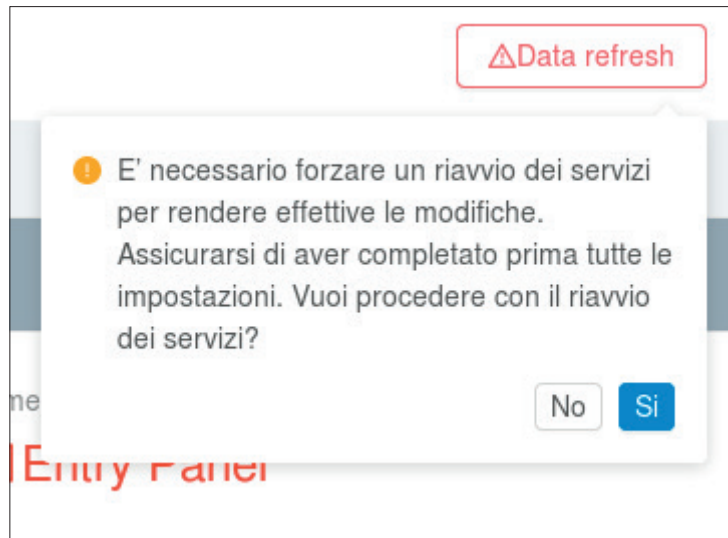 Data refresh
E' necessario forzare un riavvio dei servizi
per rendere effettive le modifiche.
Assicurarsi di aver completato prima tutte le
impostazioni. Vuoi procedere con il riavvio
dei servizi?
No Si
me
Entry Panel